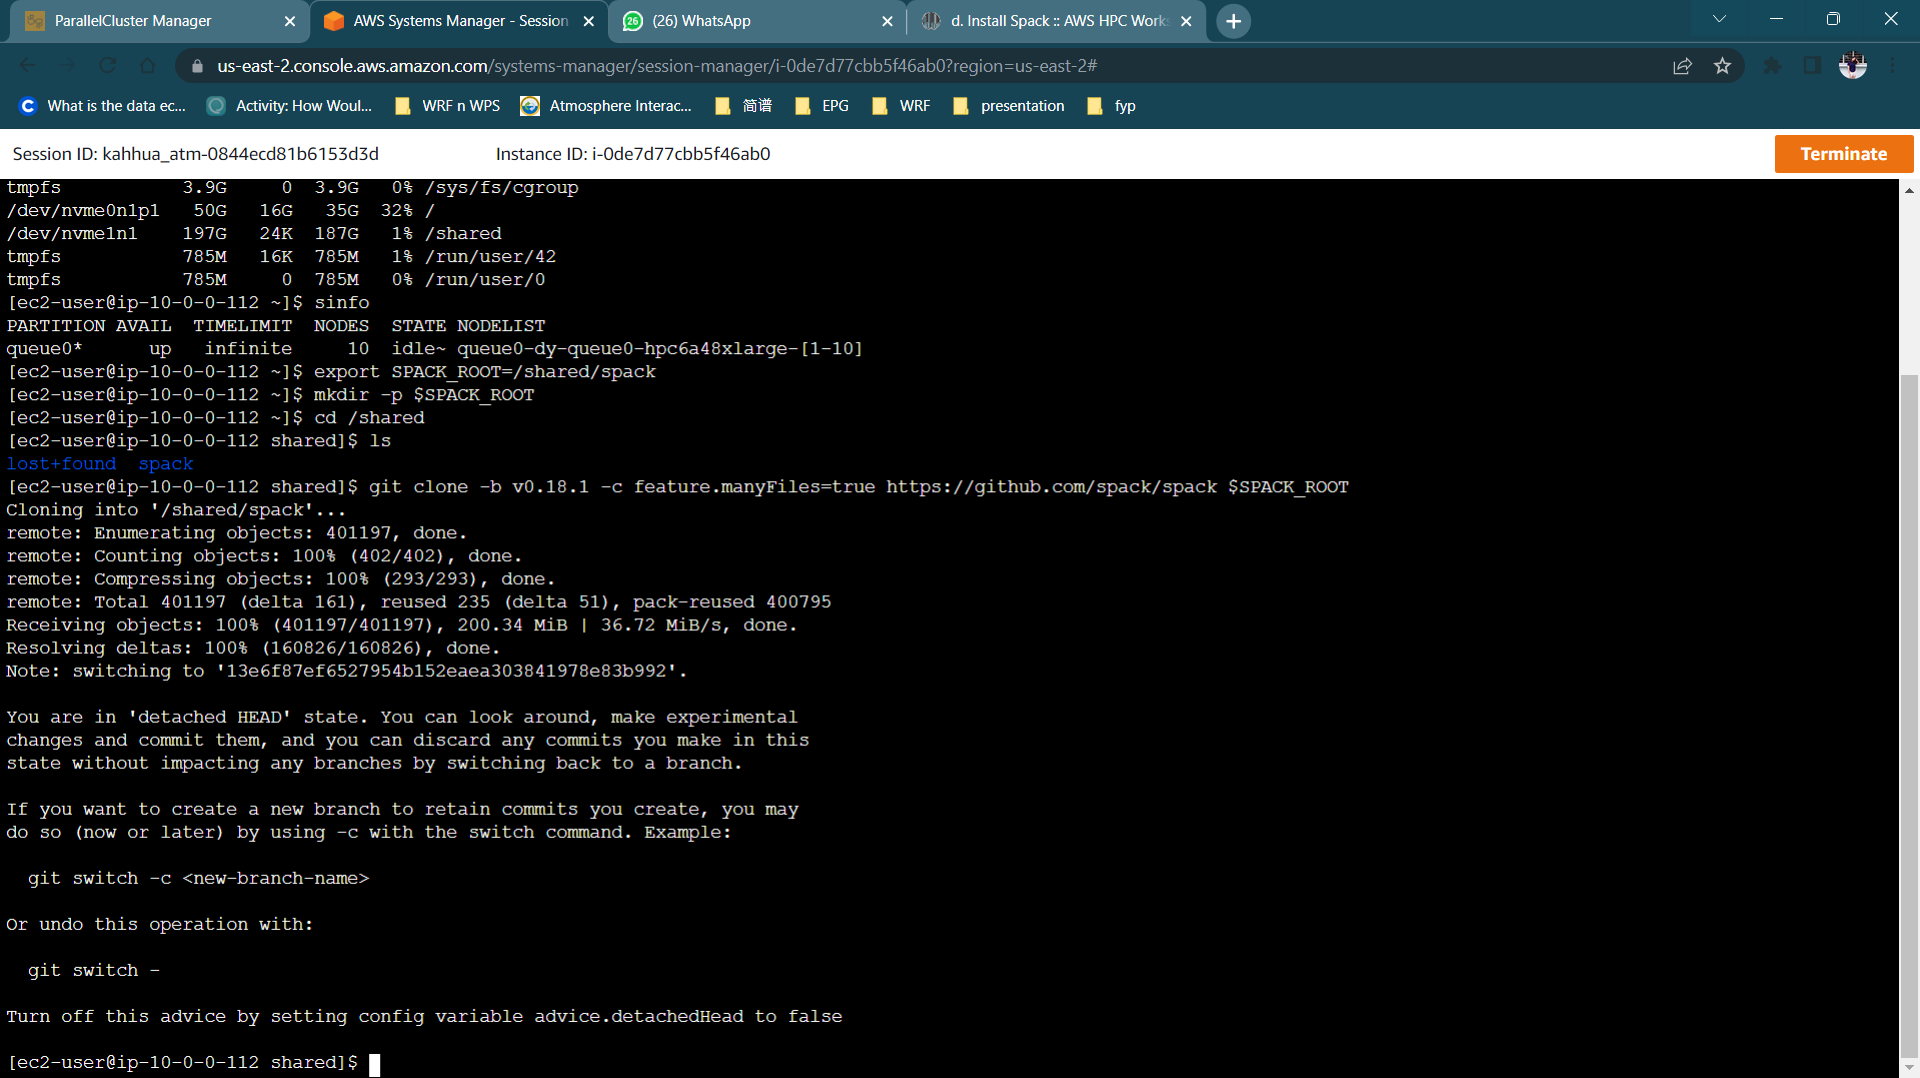 ParallelCluster Manager
AWS Systems Manager - Session
(26) WhatsApp
d. Install Spack :: AWS HPC Works
us-east-2.console.aws.amazon.com/systems-manager/session-manager/i-0de7d77cbb5f46ab0?region=us-east-2#
What is the data ec...
Activity: How Woul...
WRF n WPS
Atmosphere Interac...
简谱
EPG
WRF
presentation
fyp
Session ID: kahhua_atm-0844ecd81b6153d3d
Instance ID: i-0de7d77cbb5f46ab0
Terminate
tmpfs 3.9G 0 3.9G 0% /sys/fs/cgroup
/dev/nvme0n1p1 50G 16G 35G 32% /
/dev/nvme1n1 197G 24K 187G 1% /shared
tmpfs 785M 16K 785M 1% /run/user/42
tmpfs 785M 0 785M 0% /run/user/0
[ec2-user@ip-10-0-0-112 ~]$ sinfo
PARTITION AVAIL TIMELIMIT NODES STATE NODELIST
queue0* up infinite 10 idle~ queue0-dy-queue0-hpc6a48xlarge-[1-10]
[ec2-user@ip-10-0-0-112 ~]$ export SPACK_ROOT=/shared/spack
[ec2-user@ip-10-0-0-112 ~]$ mkdir -p $SPACK_ROOT
[ec2-user@ip-10-0-0-112 ~]$ cd /shared
[ec2-user@ip-10-0-0-112 shared]$ ls
lost+found spack
[ec2-user@ip-10-0-0-112 shared]$ git clone -b v0.18.1 -c feature.manyFiles=true https://github.com/spack/spack $SPACK_ROOT
Cloning into '/shared/spack'...
remote: Enumerating objects: 401197, done.
remote: Counting objects: 100% (402/402), done.
remote: Compressing objects: 100% (293/293), done.
remote: Total 401197 (delta 161), reused 235 (delta 51), pack-reused 400795
Receiving objects: 100% (401197/401197), 200.34 MiB | 36.72 MiB/s, done.
Resolving deltas: 100% (160826/160826), done.
Note: switching to '13e6f87ef6527954b152eaea303841978e83b992'.
You are in 'detached HEAD' state. You can look around, make experimental
changes and commit them, and you can discard any commits you make in this
state without impacting any branches by switching back to a branch.
If you want to create a new branch to retain commits you create, you may
do so (now or later) by using -c with the switch command. Example:
git switch -c <new-branch-name>
Or undo this operation with:
git switch -
Turn off this advice by setting config variable advice.detachedHead to false
[ec2-user@ip-10-0-0-112 shared]$